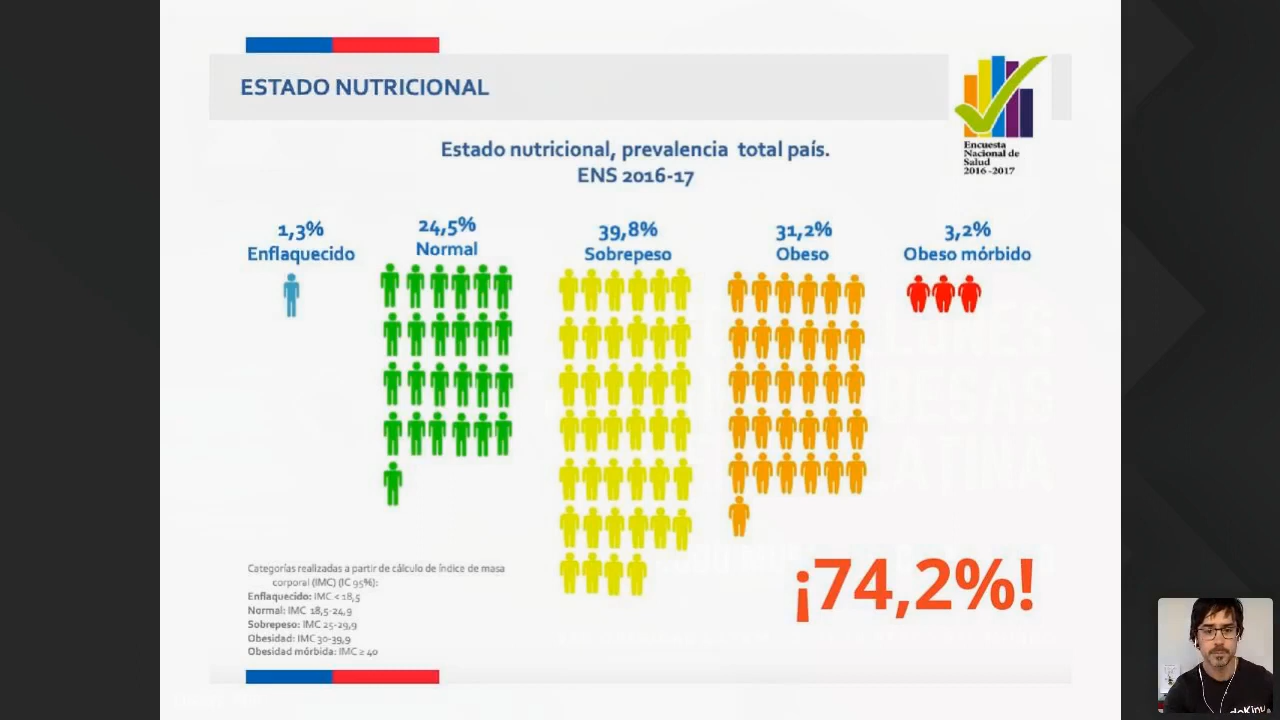 ESTADO NUTRICIONAL
Encuesta
Nacional de
Salud
2016-2017
Estado nutricional, prevalencia total país.
ENS 2016-17
1,3%
Enflaquecido
24,5%
Normal
39,8%
Sobrepeso
31,2%
Obeso
3,2%
Obeso mórbido
Categorías realizadas a partir de cálculo de índice de masa
corporal (IMC) (IC 95%):
Enflaquecido: IMC < 18,5
Normal: IMC 18,5-24,9
Sobrepeso: IMC 25-29,9
Obesidad: IMC 30-39,9
Obesidad mórbida: IMC ≥ 40
¡74,2%!
LATINA